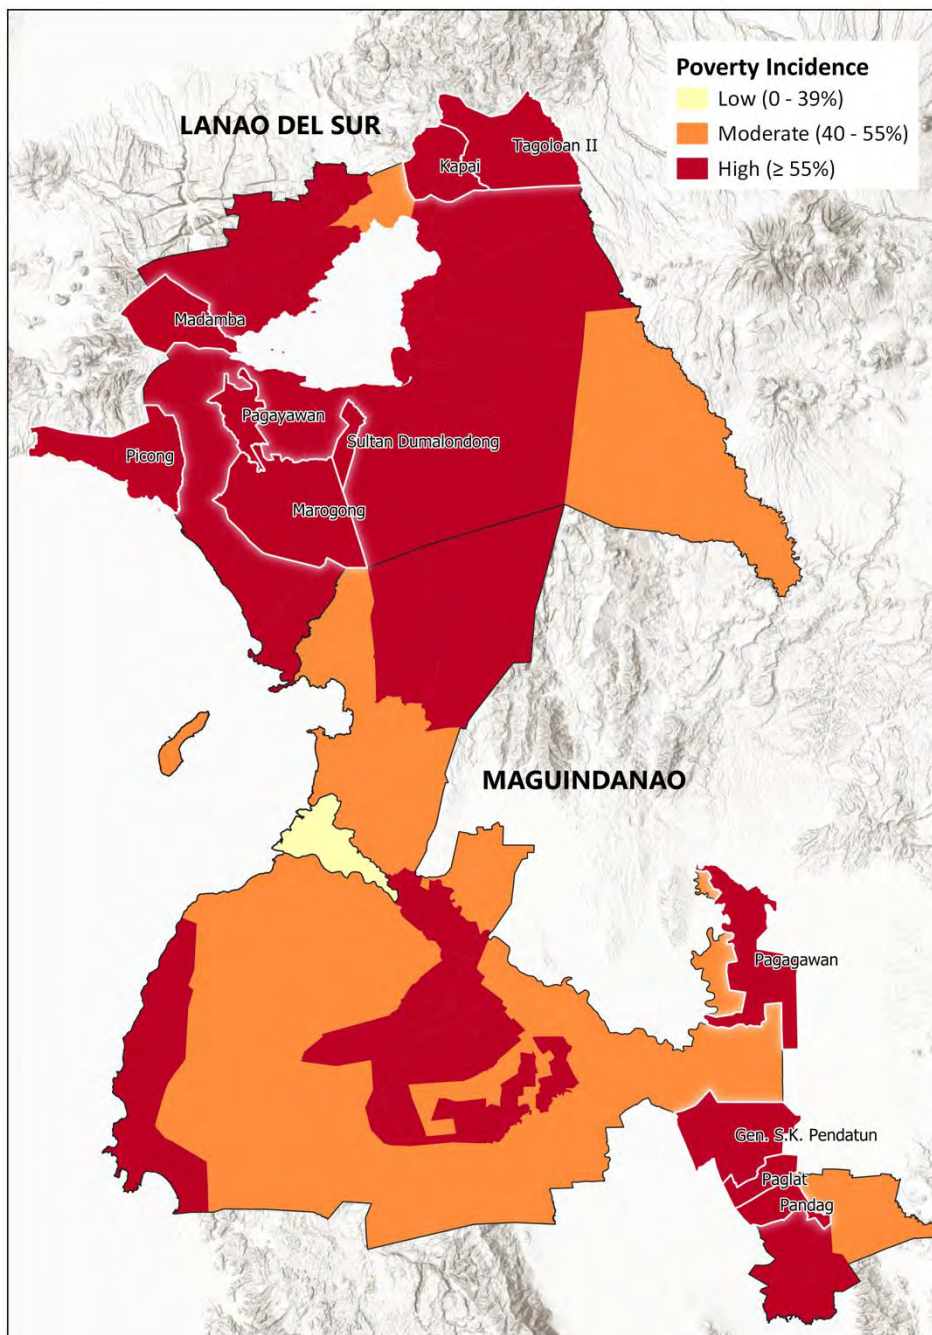 Poverty Incidence
Low (0 - 39%)
Moderate (40 - 55%)
High (≥ 55%)
LANAO DEL SUR
Tagoloan II
Kapai
Madamba
Pagayawan
Sultan Dumalondong
Picong
Marogong
MAGUINDANAO
Pagagawan
Gen. S.K. Pendatun
Paglat
Pandag